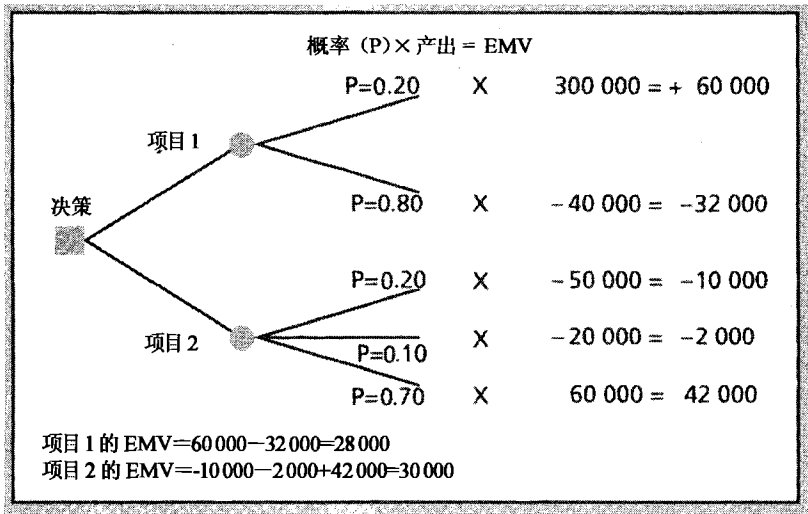 概率（P）× 产出 = EMV
P=0.20 X 300 000 = + 60 000
项目 1
P=0.80 X －40 000 = －32 000
决策
P=0.20 X －50 000 = －10 000
项目 2
P=0.10 X －20 000 = －2 000
P=0.70 X 60 000 = 42 000
项目 1 的 EMV=60 000－32 000=28 000
项目 2 的 EMV=-10 000－2 000+42 000=30 000